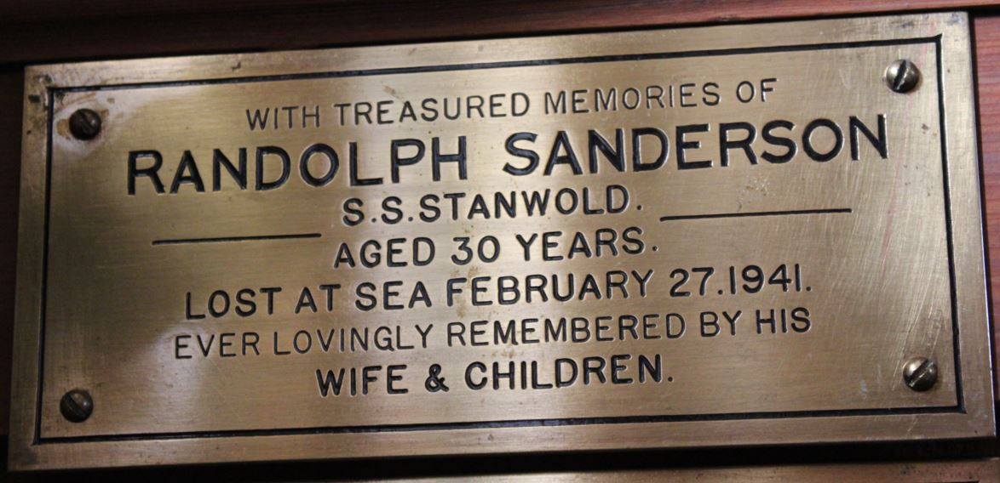 WITH TREASURED MEMORIES OF
RANDOLPH SANDERSON
S.S.STANWOLD.
AGED 30 YEARS.
LOST AT SEA FEBRUARY 27.1941.
EVER LOVINGLY REMEMBERED BY HIS
WIFE & CHILDREN.